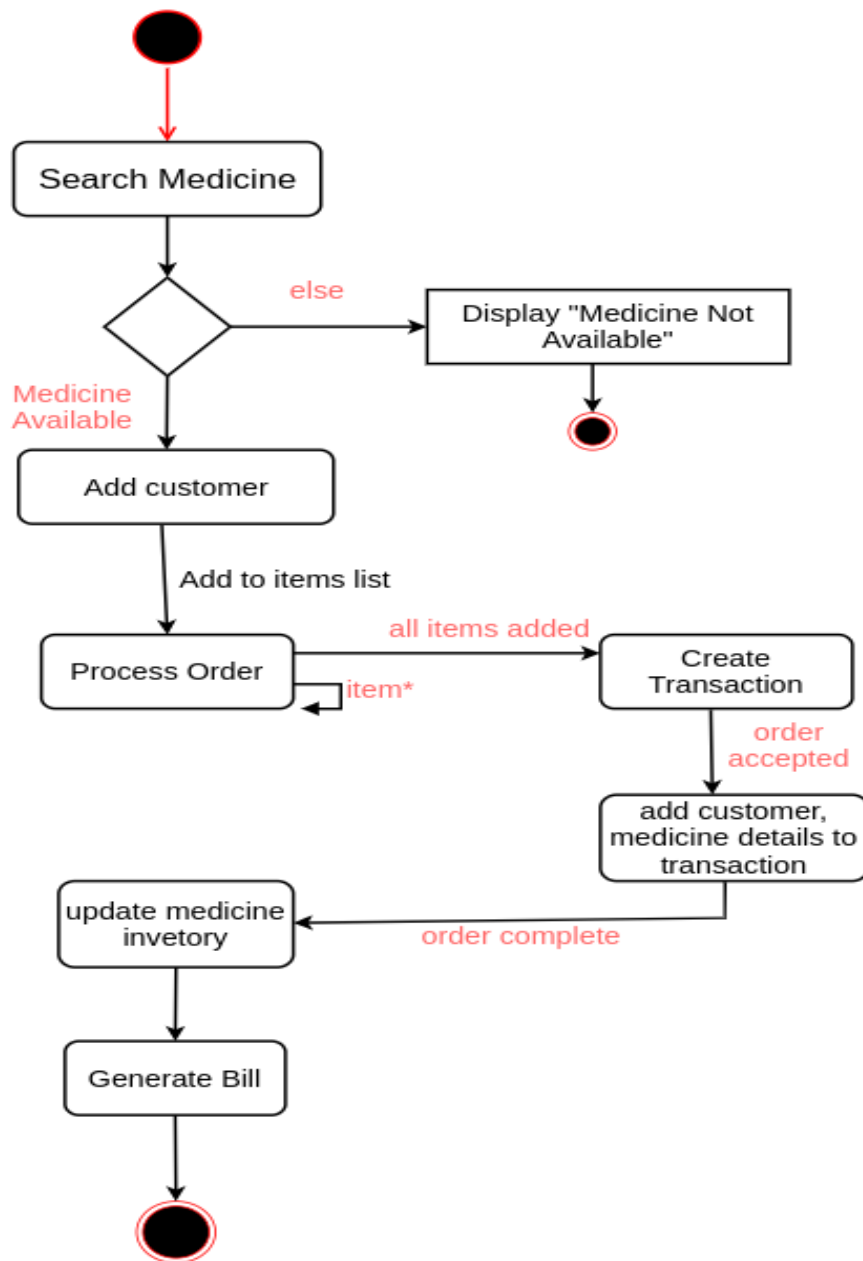 Search Medicine
else
Display "Medicine Not
Available"
Medicine
Available
Add customer
Add to items list
all items added
Process Order
item*
Create
Transaction
order
accepted
add customer,
medicine details to
transaction
update medicine
invetory
order complete
Generate Bill